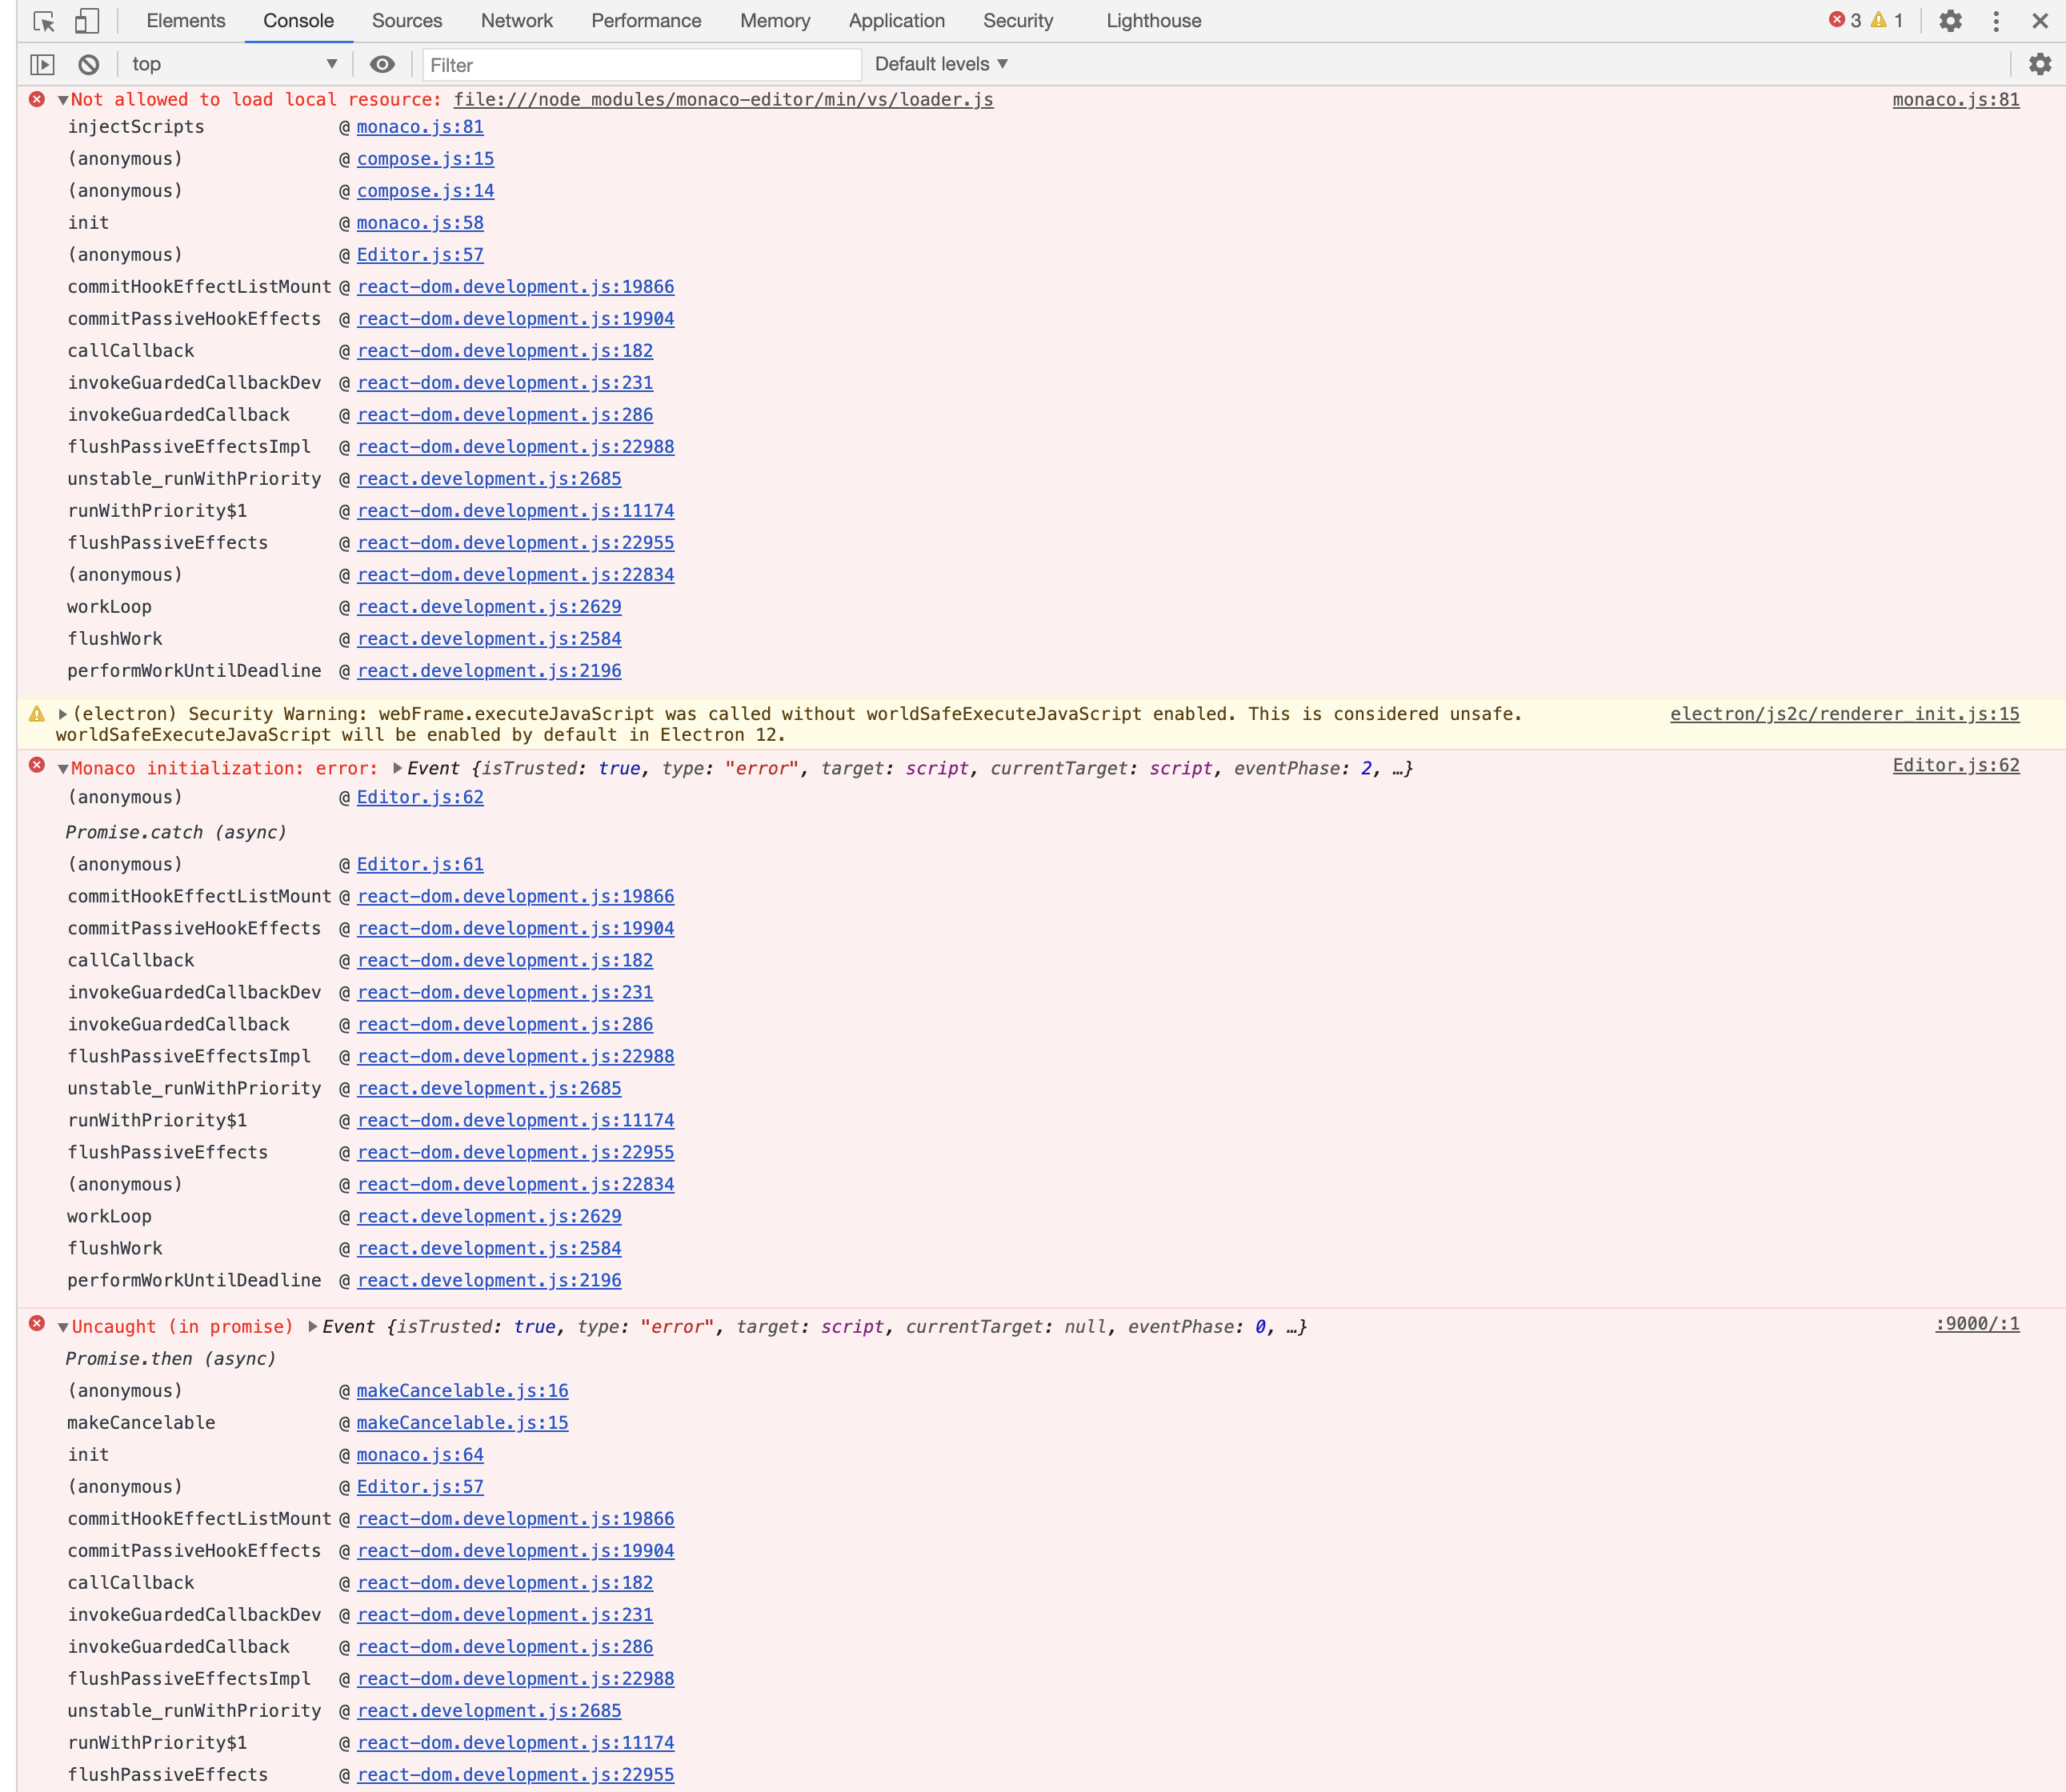 Elements Console Sources Network Performance Memory Application Security Lighthouse 3 1
top Filter Default levels
Not allowed to load local resource: file:///node_modules/monaco-editor/min/vs/loader.js monaco.js:81
injectScripts @ monaco.js:81
(anonymous) @ compose.js:15
(anonymous) @ compose.js:14
init @ monaco.js:58
(anonymous) @ Editor.js:57
commitHookEffectListMount @ react-dom.development.js:19866
commitPassiveHookEffects @ react-dom.development.js:19904
callCallback @ react-dom.development.js:182
invokeGuardedCallbackDev @ react-dom.development.js:231
invokeGuardedCallback @ react-dom.development.js:286
flushPassiveEffectsImpl @ react-dom.development.js:22988
unstable_runWithPriority @ react.development.js:2685
runWithPriority$1 @ react-dom.development.js:11174
flushPassiveEffects @ react-dom.development.js:22955
(anonymous) @ react-dom.development.js:22834
workLoop @ react.development.js:2629
flushWork @ react.development.js:2584
performWorkUntilDeadline @ react.development.js:2196
(electron) Security Warning: webFrame.executeJavaScript was called without worldSafeExecuteJavaScript enabled. This is considered unsafe. electron/js2c/renderer_init.js:15
worldSafeExecuteJavaScript will be enabled by default in Electron 12.
Monaco initialization: error: Event {isTrusted: true, type: "error", target: script, currentTarget: script, eventPhase: 2, …} Editor.js:62
(anonymous) @ Editor.js:62
Promise.catch (async)
(anonymous) @ Editor.js:61
commitHookEffectListMount @ react-dom.development.js:19866
commitPassiveHookEffects @ react-dom.development.js:19904
callCallback @ react-dom.development.js:182
invokeGuardedCallbackDev @ react-dom.development.js:231
invokeGuardedCallback @ react-dom.development.js:286
flushPassiveEffectsImpl @ react-dom.development.js:22988
unstable_runWithPriority @ react.development.js:2685
runWithPriority$1 @ react-dom.development.js:11174
flushPassiveEffects @ react-dom.development.js:22955
(anonymous) @ react-dom.development.js:22834
workLoop @ react.development.js:2629
flushWork @ react.development.js:2584
performWorkUntilDeadline @ react.development.js:2196
Uncaught (in promise) Event {isTrusted: true, type: "error", target: script, currentTarget: null, eventPhase: 0, …} :9000/:1
Promise.then (async)
(anonymous) @ makeCancelable.js:16
makeCancelable @ makeCancelable.js:15
init @ monaco.js:64
(anonymous) @ Editor.js:57
commitHookEffectListMount @ react-dom.development.js:19866
commitPassiveHookEffects @ react-dom.development.js:19904
callCallback @ react-dom.development.js:182
invokeGuardedCallbackDev @ react-dom.development.js:231
invokeGuardedCallback @ react-dom.development.js:286
flushPassiveEffectsImpl @ react-dom.development.js:22988
unstable_runWithPriority @ react.development.js:2685
runWithPriority$1 @ react-dom.development.js:11174
flushPassiveEffects @ react-dom.development.js:22955